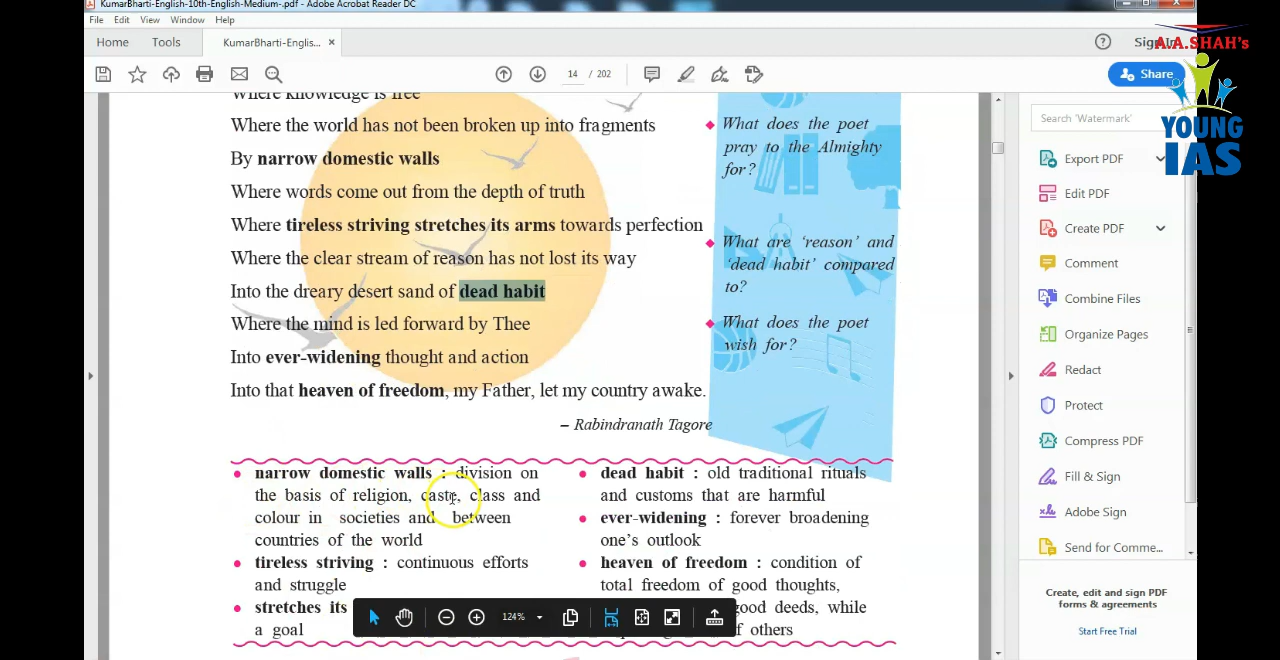 KumarBharti-English-10th-English-Medium-.pdf - Adobe Acrobat Reader DC
File Edit View Window Help
Home Tools KumarBharti-Englis... × Sign In
A.A.SHAH's
14 / 202
Share
YOUNG
IAS
Where knowledge is free
Where the world has not been broken up into fragments
By narrow domestic walls
Where words come out from the depth of truth
Where tireless striving stretches its arms towards perfection
Where the clear stream of reason has not lost its way
Into the dreary desert sand of dead habit
Where the mind is led forward by Thee
Into ever-widening thought and action
Into that heaven of freedom, my Father, let my country awake.
– Rabindranath Tagore
What does the poet
pray to the Almighty
for?
What are ‘reason’ and
‘dead habit’ compared
to?
What does the poet
wish for?
narrow domestic walls : division on
the basis of religion, caste, class and
colour in societies and between
countries of the world
tireless striving : continuous efforts
and struggle
stretches its
a goal
dead habit : old traditional rituals
and customs that are harmful
ever-widening : forever broadening
one’s outlook
heaven of freedom : condition of
total freedom of good thoughts,
good deeds, while
of others
124%
Search 'Watermark'
Export PDF
Edit PDF
Create PDF
Comment
Combine Files
Organize Pages
Redact
Protect
Compress PDF
Fill & Sign
Adobe Sign
Send for Comme...
Create, edit and sign PDF
forms & agreements
Start Free Trial